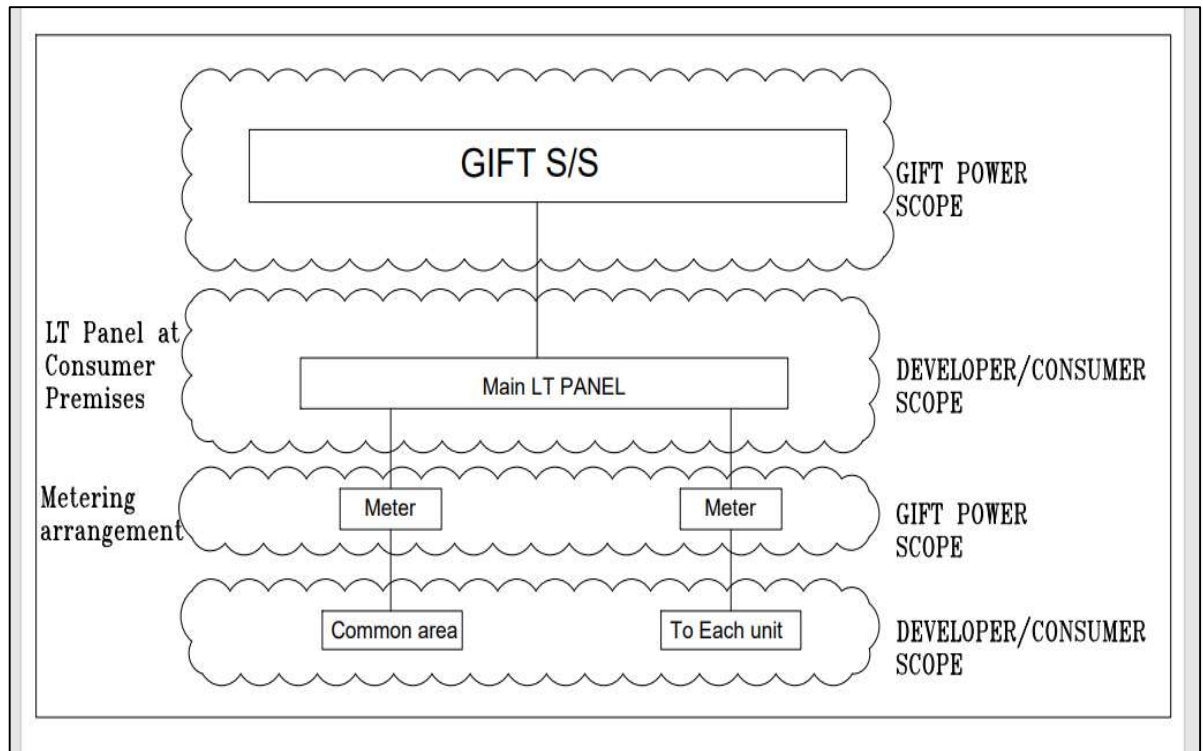 GIFT S/S
GIFT POWER
SCOPE
LT Panel at
Consumer
Premises
Main LT PANEL
DEVELOPER/CONSUMER
SCOPE
Metering
arrangement
Meter
Meter
GIFT POWER
SCOPE
Common area
To Each unit
DEVELOPER/CONSUMER
SCOPE